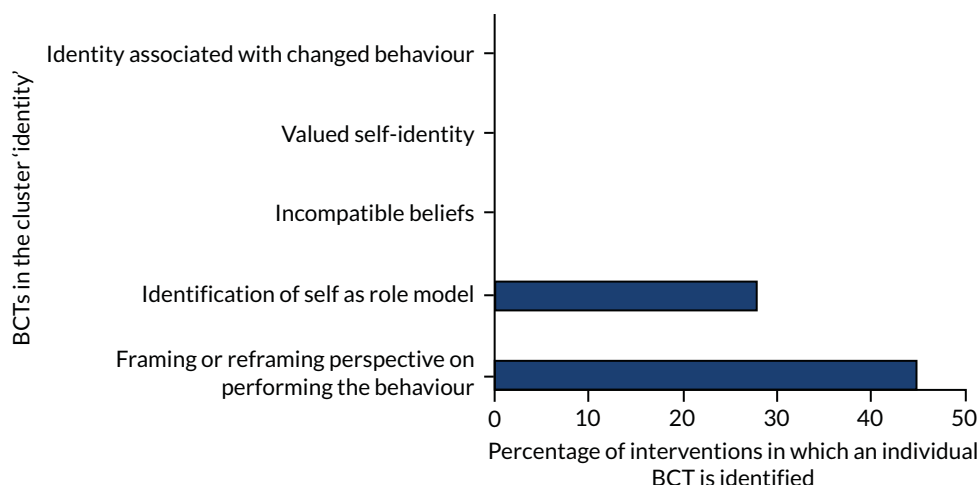 BCTs in the cluster ‘identity’
Identity associated with changed behaviour
Valued self-identity
Incompatible beliefs
Identification of self as role model
Framing or reframing perspective on
performing the behaviour
0 10 20 30 40 50
Percentage of interventions in which an individual
BCT is identified